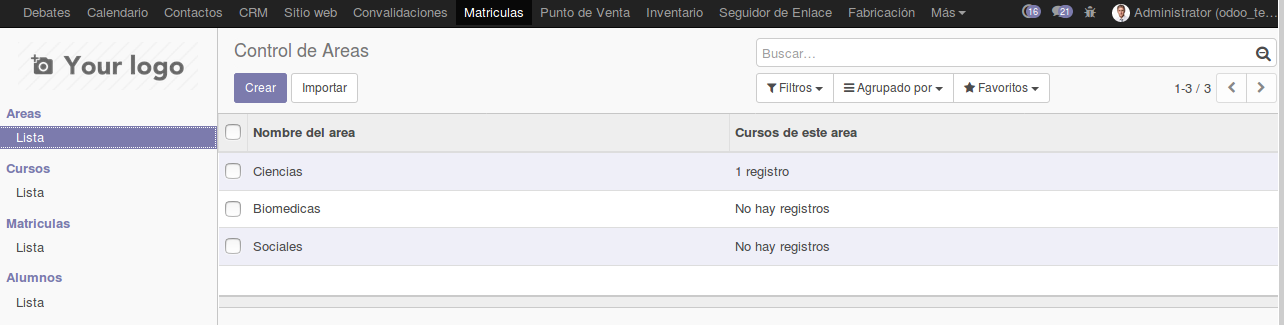 Debates Calendario Contactos CRM Sitio web Convalidaciones Matriculas Punto de Venta Inventario Seguidor de Enlace Fabricación Más 16 21 Administrator (odoo_te...
Your logo
Control de Areas
Buscar...
Crear Importar
Filtros Agrupado por Favoritos 1-3 / 3
Areas
Lista
Cursos
Lista
Matriculas
Lista
Alumnos
Lista
Nombre del area Cursos de este area
Ciencias 1 registro
Biomedicas No hay registros
Sociales No hay registros